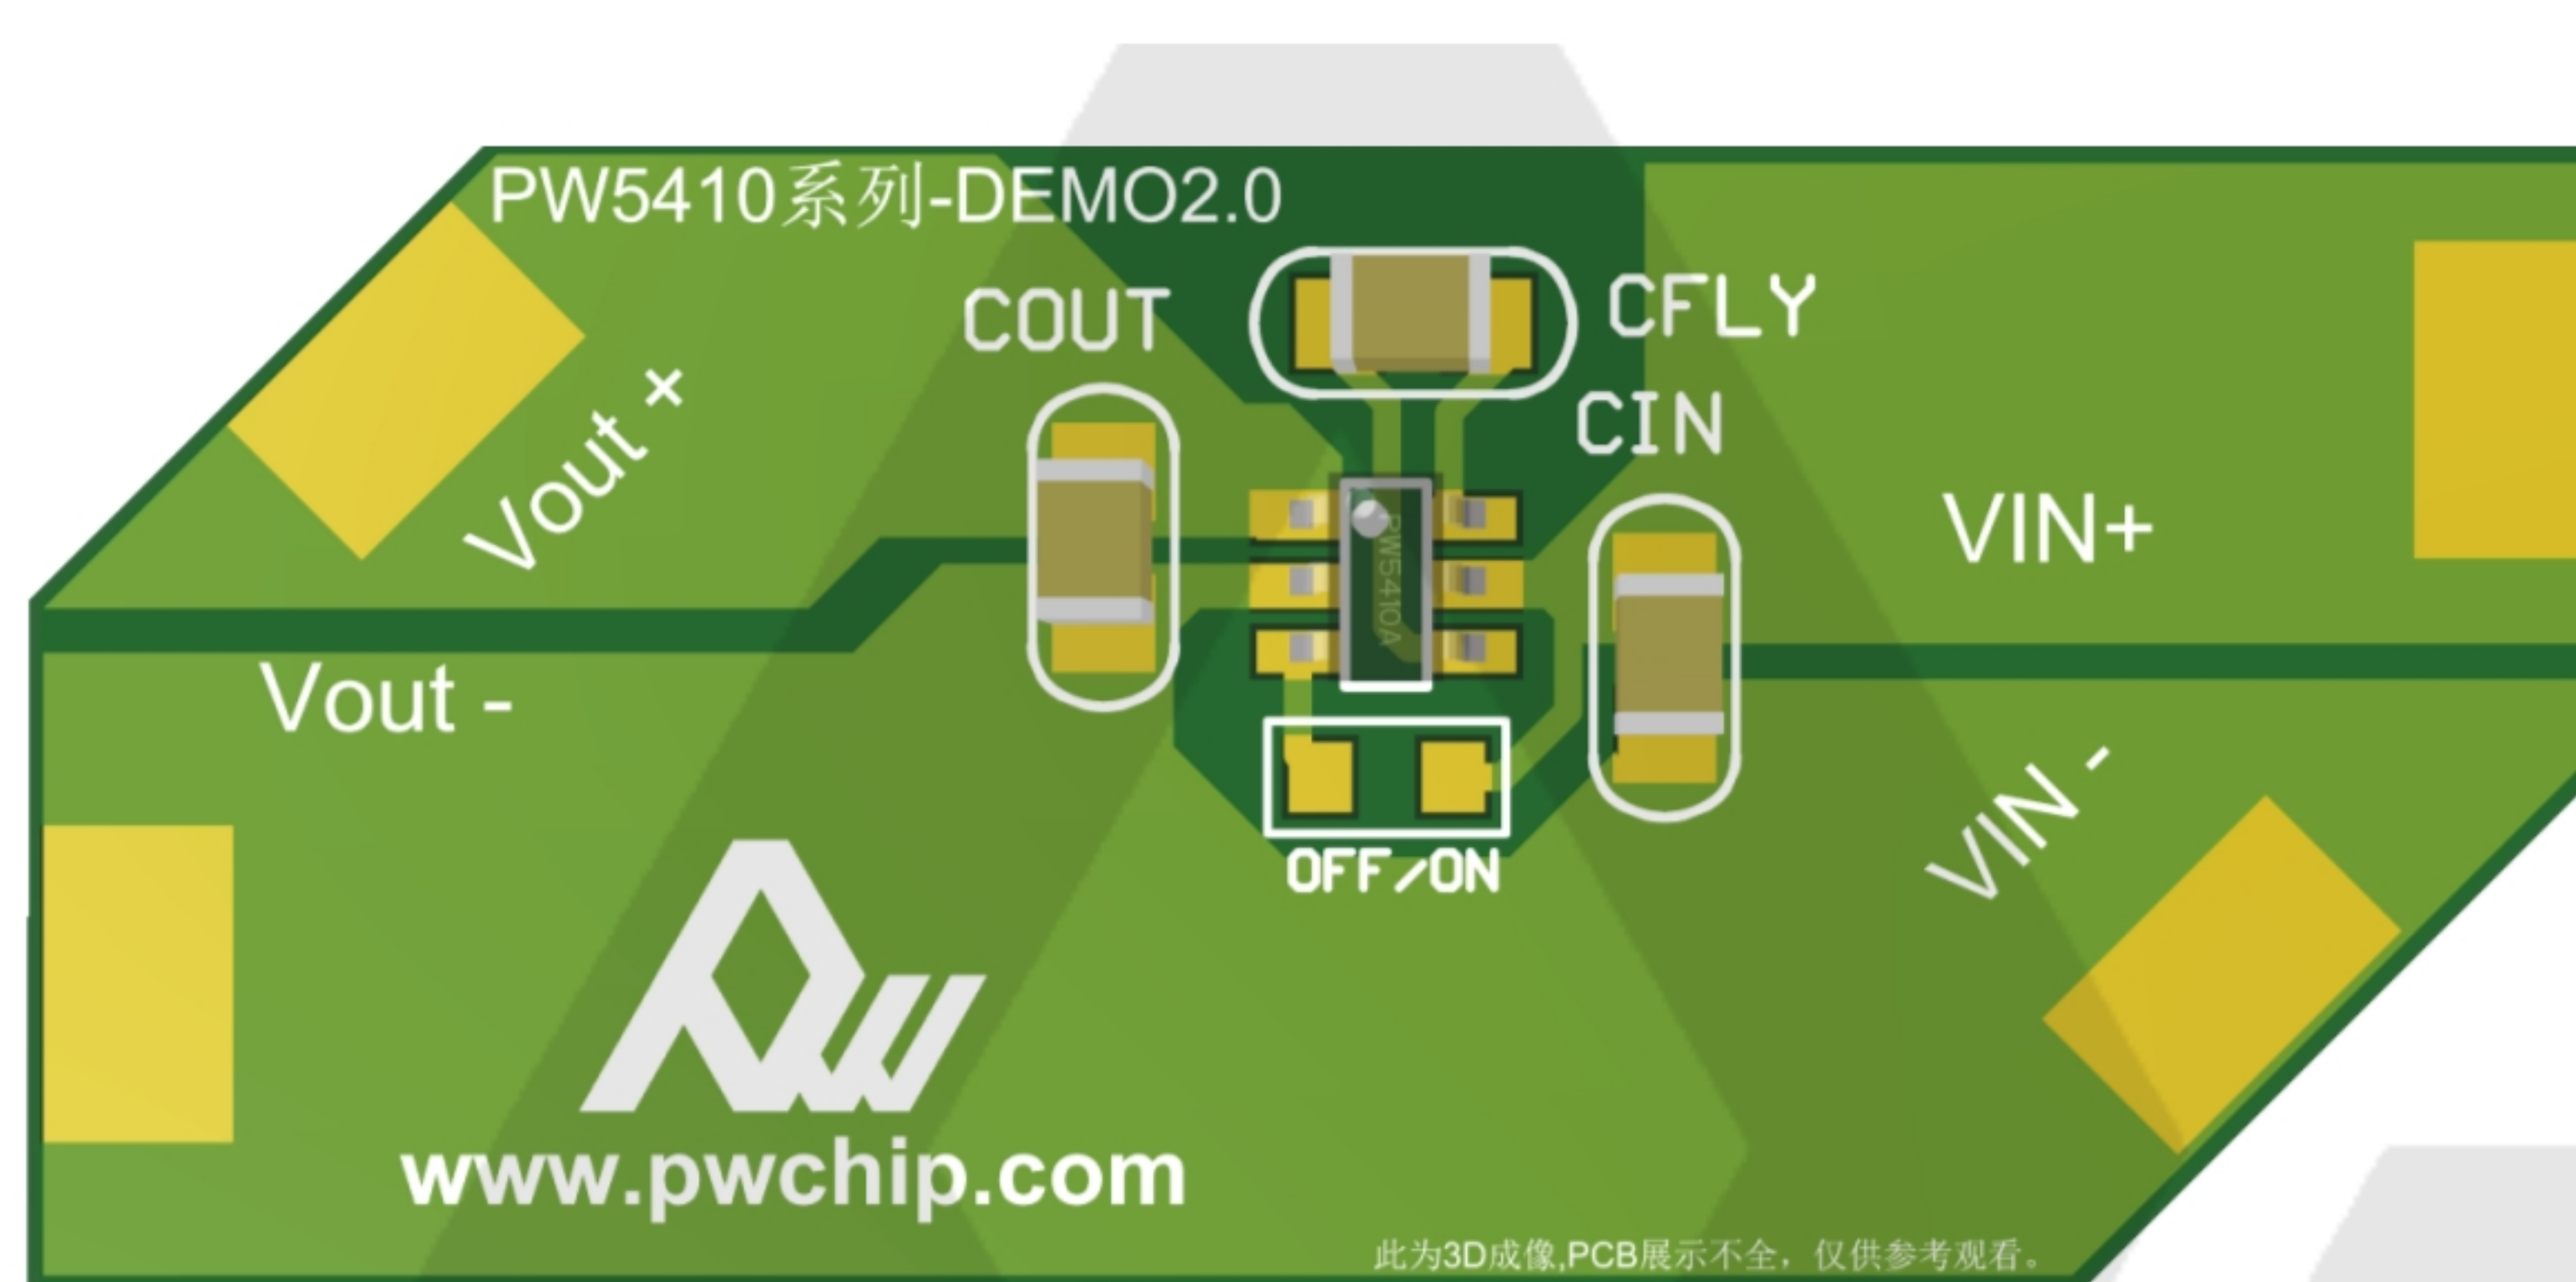 PW5410系列-DEMO2.0
COUT
CFLY
CIN
Vout +
VIN+
PW5410A
Vout -
VIN -
OFF/ON
PW
www.pwchip.com
此为3D成像,PCB展示不全，仅供参考观看。